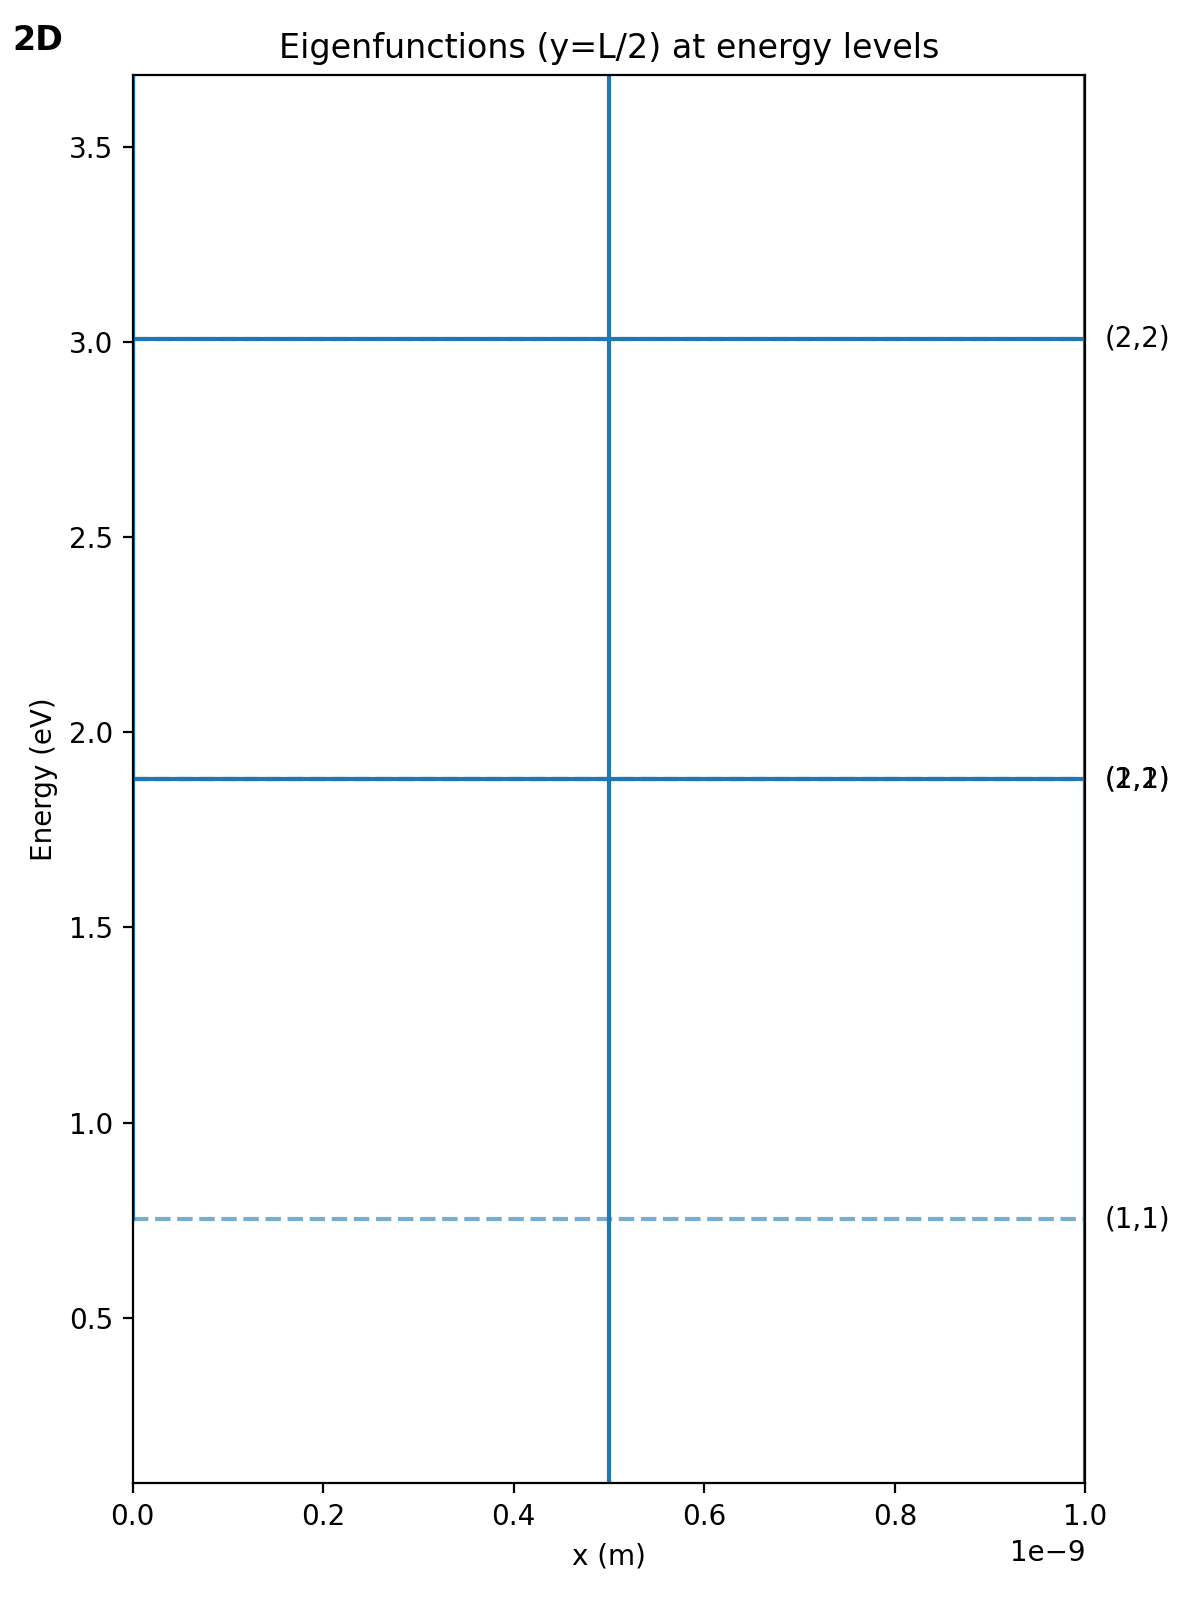 2D
Eigenfunctions (y=L/2) at energy levels
3.5
3.0
2.5
2.0
1.5
1.0
0.5
Energy (eV)
(2,2)
(1,1)
0.0 0.2 0.4 0.6 0.8 1.0
1e−9
x (m)